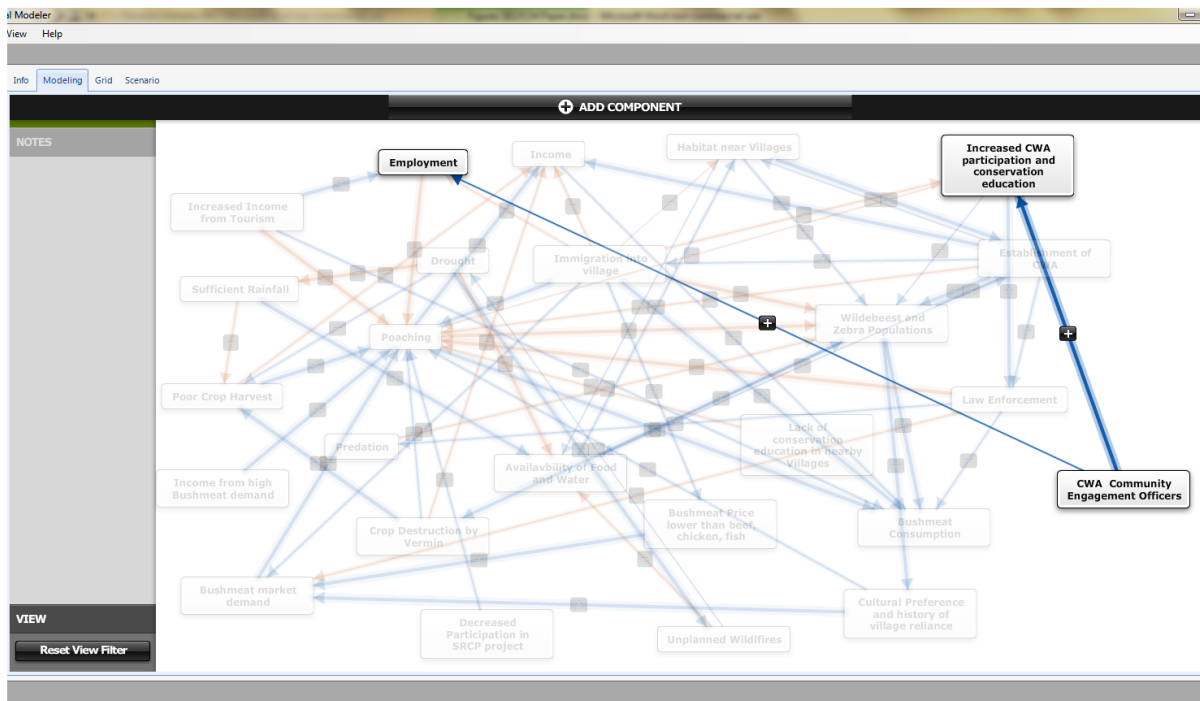 al Modeler
View Help
Info Modeling Grid Scenario
ADD COMPONENT
NOTES
Employment
Income
Habitat near Villages
Increased CWA
participation and
conservation
education
Increased Income
from Tourism
Drought
Immigration into
village
Establishment of
CWA
Sufficient Rainfall
Wildebeest and
Zebra Populations
Poaching
Poor Crop Harvest
Law Enforcement
Predation
Lack of
conservation
education in nearby
Villages
Availavbility of Food
and Water
Income from high
Bushmeat demand
CWA Community
Engagement Officers
Bushmeat Price
lower than beef,
chicken, fish
Bushmeat
Consumption
Crop Destruction by
Vermin
Bushmeat market
demand
Cultural Preference
and history of
village reliance
Decreased
Participation in
SRCP project
Unplanned Wildlfires
VIEW
Reset View Filter